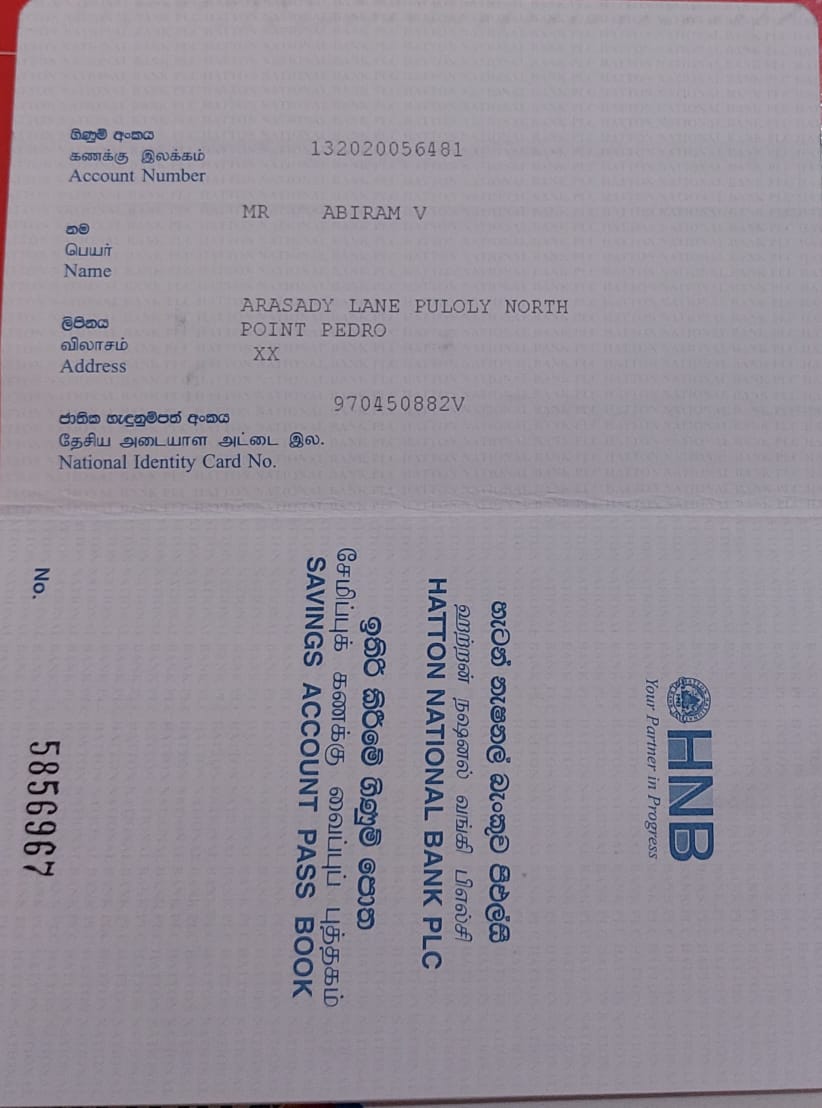 ගිණුම් අංකය
கணக்கு இலக்கம்
Account Number
132020056481
MR ABIRAM V
නම
பெயர்
Name
ARASADY LANE PULOLY NORTH
POINT PEDRO
XX
ලිපිනය
விலாசம்
Address
970450882V
ජාතික හැඳුනුම්පත් අංකය
தேசிய அடையாள அட்டை இல.
National Identity Card No.
HNB
Your Partner in Progress
හැටන් නැෂනල් බැංකුව පීඑල්සී
ஹற்றன் நஷனல் வங்கி பிஎல்சி
HATTON NATIONAL BANK PLC
ඉතිරි කිරීමේ ගිණුම් පොත
சேமிப்புக் கணக்கு வைப்புப் புத்தகம்
SAVINGS ACCOUNT PASS BOOK
No. 5856967